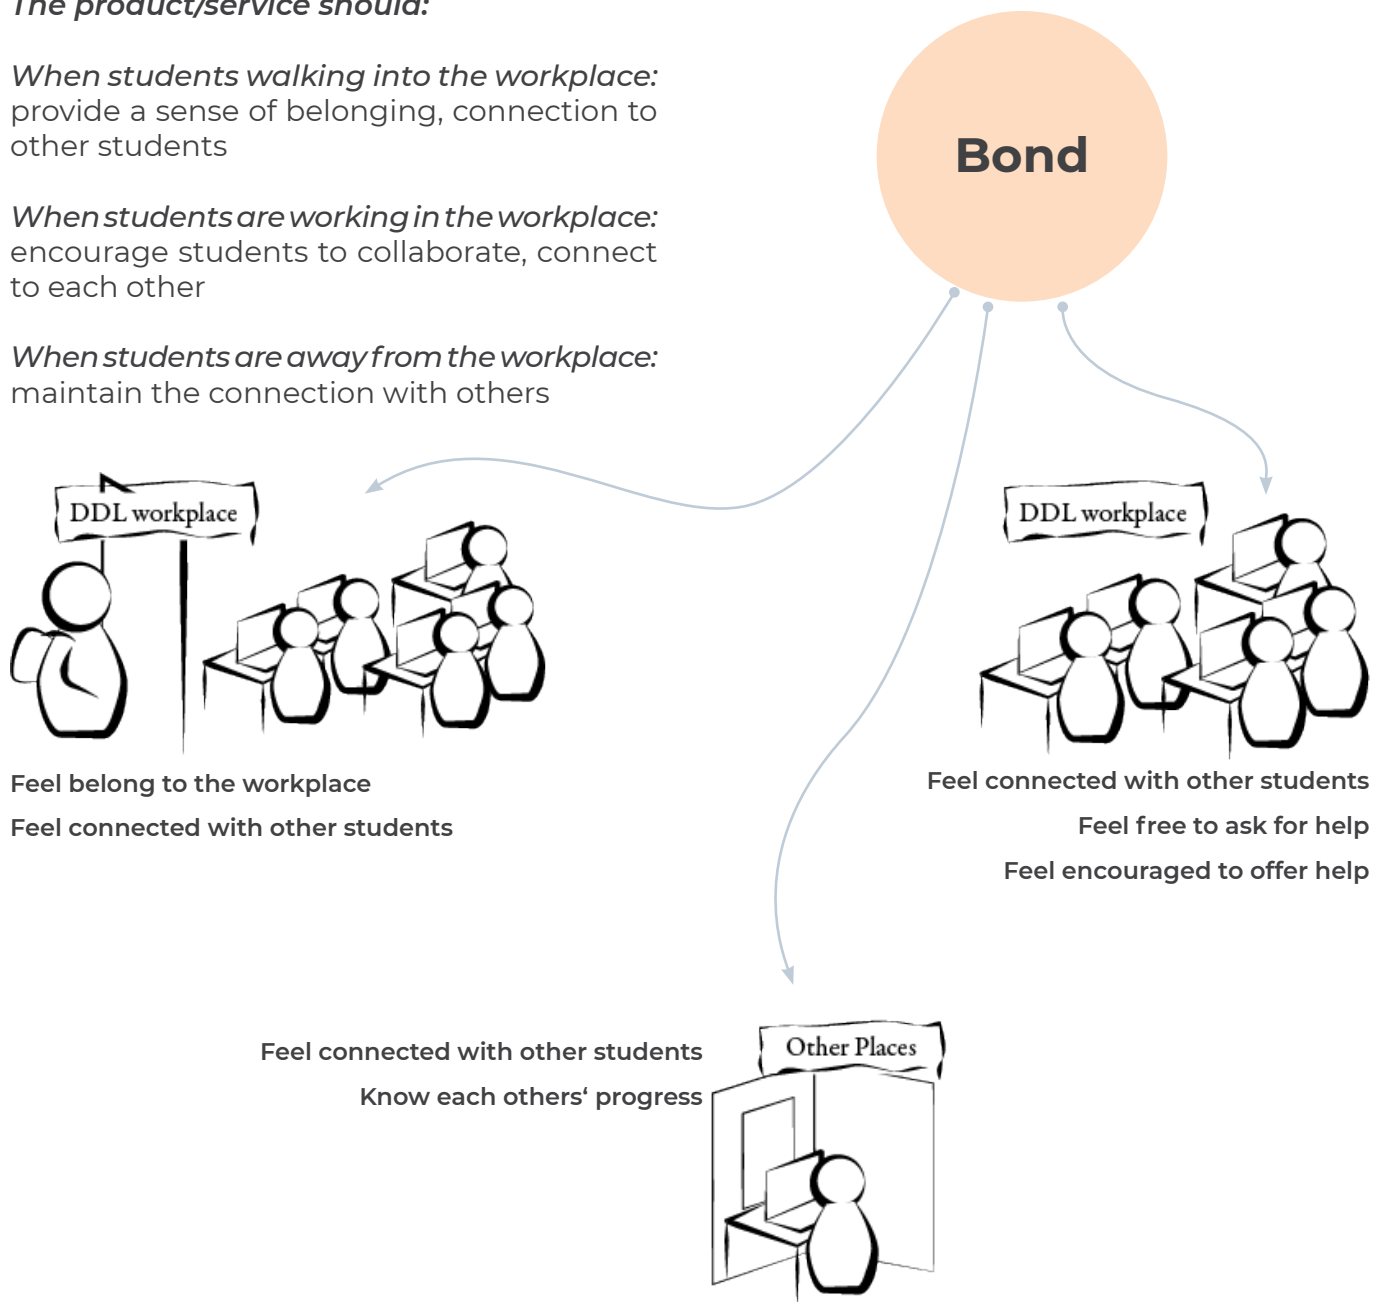 The product/service should:
When students walking into the workplace:
provide a sense of belonging, connection to
other students
When students are working in the workplace:
encourage students to collaborate, connect
to each other
When students are away from the workplace:
maintain the connection with others
Bond
DDL workplace
Feel belong to the workplace
Feel connected with other students
DDL workplace
Feel connected with other students
Feel free to ask for help
Feel encouraged to offer help
Feel connected with other students
Know each others‘ progress
Other Places